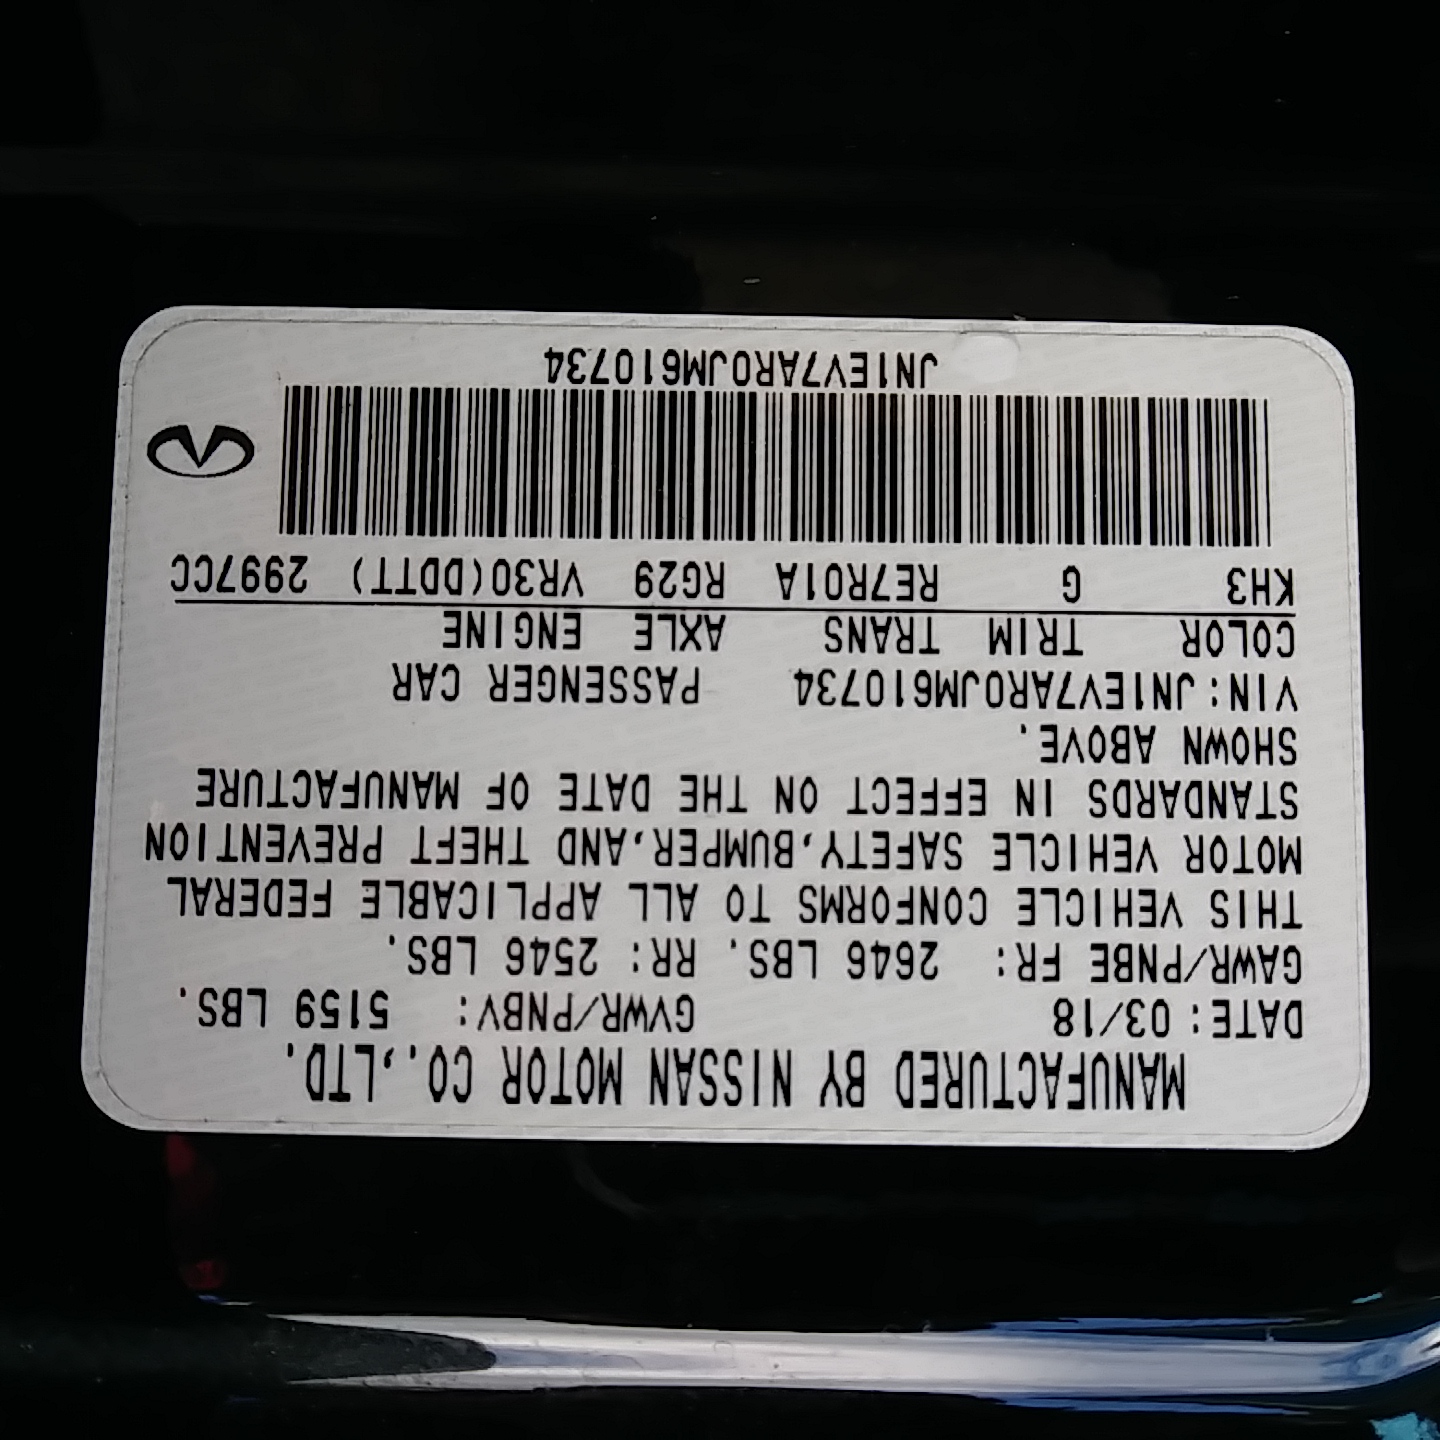 MANUFACTURED BY NISSAN MOTOR CO.,LTD.
DATE: 03/18 GVWR/PNBV: 5159 LBS.
GAWR/PNBE FR: 2646 LBS. RR: 2546 LBS.
THIS VEHICLE CONFORMS TO ALL APPLICABLE FEDERAL
MOTOR VEHICLE SAFETY,BUMPER,AND THEFT PREVENTION
STANDARDS IN EFFECT ON THE DATE OF MANUFACTURE
SHOWN ABOVE.
VIN:JN1EV7AR0JM610734 PASSENGER CAR
COLOR TRIM TRANS AXLE ENGINE
KH3 G RE7R01A RG29 VR30(DDTT) 2997CC
JN1EV7AR0JM610734